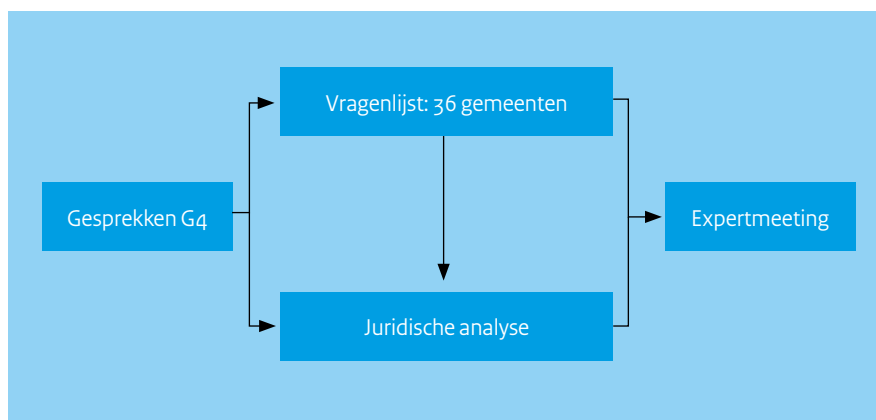 Vragenlijst: 36 gemeenten
Gesprekken G4
Expertmeeting
Juridische analyse